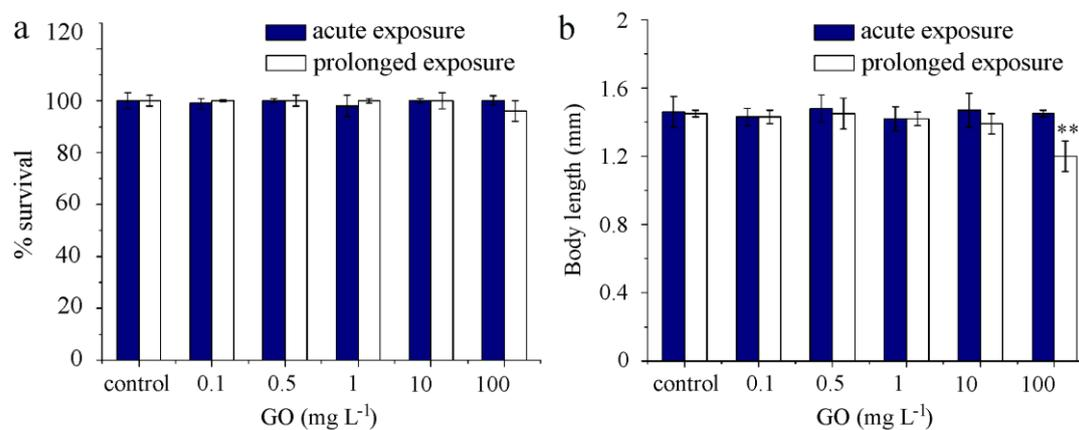 a
120
100
80
60
40
20
0
% survival
acute exposure
prolonged exposure
control 0.1 0.5 1 10 100
GO (mg L⁻¹)
b
2
1.6
1.2
0.8
0.4
0
Body length (mm)
acute exposure
prolonged exposure
**
control 0.1 0.5 1 10 100
GO (mg L⁻¹)